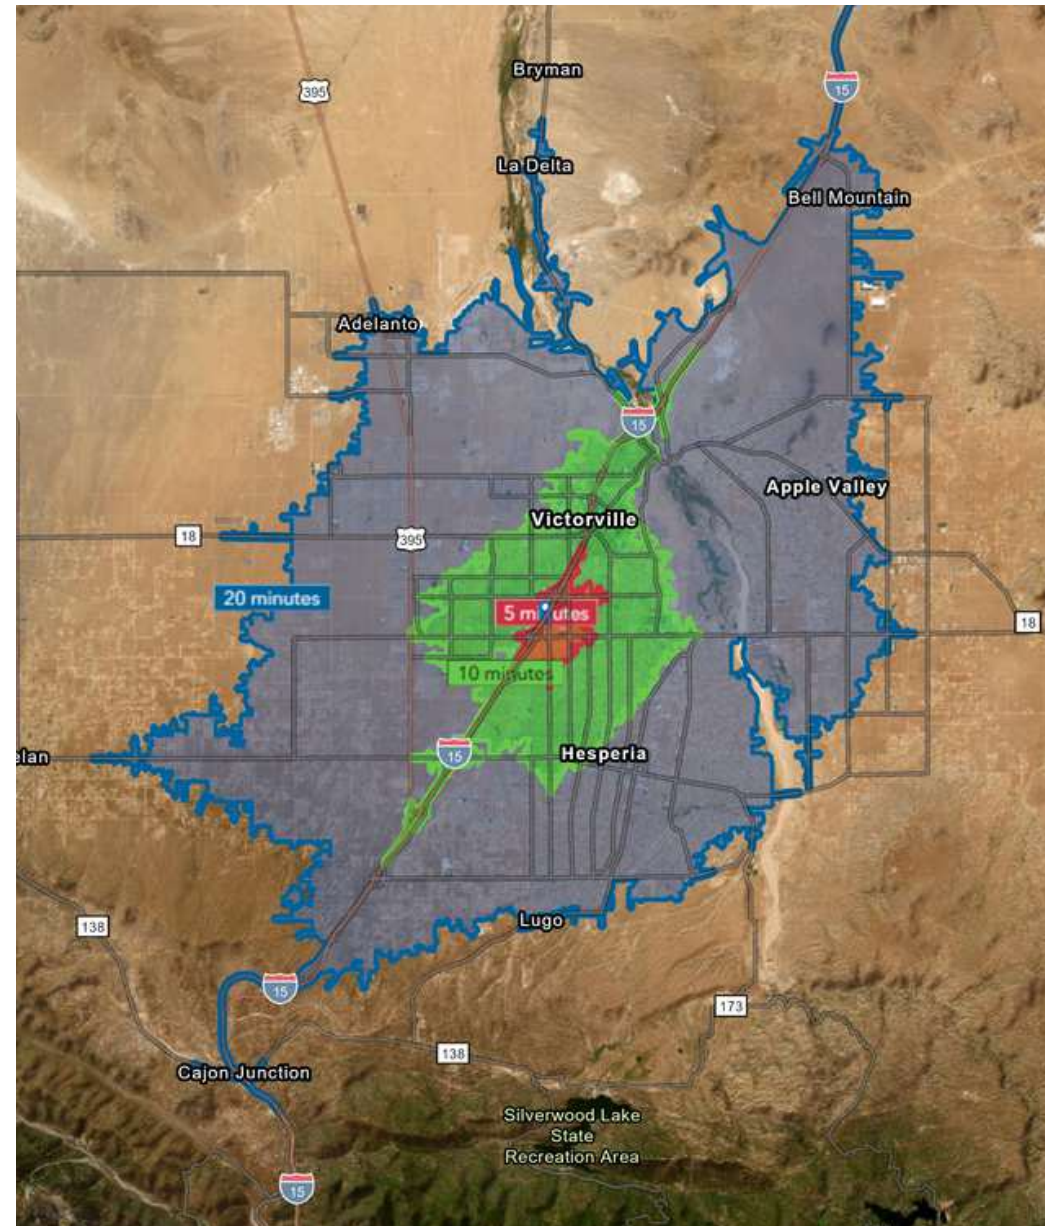 Bryman
395
15
La Delta
Bell Mountain
Adelanto
15
Apple Valley
Victorville
18
395
20 minutes
5 minutes
18
10 minutes
15
Hesperia
elan
Lugo
138
15
173
138
Cajon Junction
Silverwood Lake
State
Recreation Area
15